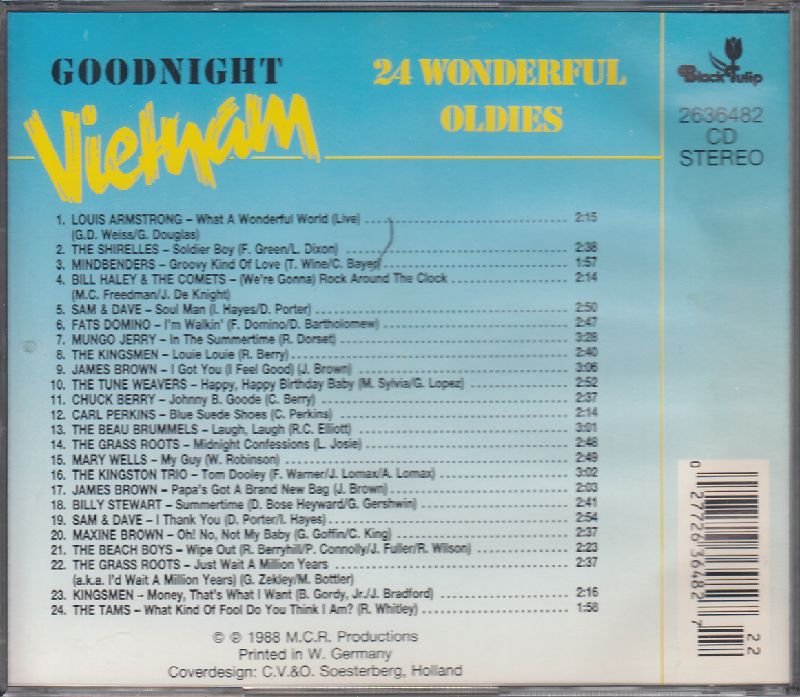 GOODNIGHT
Vietnam
24 WONDERFUL
OLDIES
Black Tulip
2636482
CD
STEREO
1. LOUIS ARMSTRONG – What A Wonderful World (Live) 2:15
(G.D. Weiss/G. Douglas)
2. THE SHIRELLES – Soldier Boy (F. Green/L. Dixon) 2:38
3. MINDBENDERS – Groovy Kind Of Love (T. Wine/C. Bayer) 1:57
4. BILL HALEY & THE COMETS – (We're Gonna) Rock Around The Clock 2:14
(M.C. Freedman/J. De Knight)
5. SAM & DAVE – Soul Man (I. Hayes/D. Porter) 2:50
6. FATS DOMINO – I'm Walkin' (F. Domino/D. Bartholomew) 2:47
7. MUNGO JERRY – In The Summertime (R. Dorset) 3:28
8. THE KINGSMEN – Louie Louie (R. Berry) 2:40
9. JAMES BROWN – I Got You (I Feel Good) (J. Brown) 3:06
10. THE TUNE WEAVERS – Happy, Happy Birthday Baby (M. Sylvia/G. Lopez) 2:52
11. CHUCK BERRY – Johnny B. Goode (C. Berry) 2:37
12. CARL PERKINS – Blue Suede Shoes (C. Perkins) 2:14
13. THE BEAU BRUMMELS – Laugh, Laugh (R.C. Elliott) 3:01
14. THE GRASS ROOTS – Midnight Confessions (L. Josie) 2:48
15. MARY WELLS – My Guy (W. Robinson) 2:49
16. THE KINGSTON TRIO – Tom Dooley (F. Warner/J. Lomax/A. Lomax) 3:02
17. JAMES BROWN – Papa's Got A Brand New Bag (J. Brown) 2:03
18. BILLY STEWART – Summertime (D. Bose Heyward/G. Gershwin) 2:41
19. SAM & DAVE – I Thank You (D. Porter/I. Hayes) 2:54
20. MAXINE BROWN – Oh! No, Not My Baby (G. Goffin/C. King) 2:37
21. THE BEACH BOYS – Wipe Out (R. Berryhill/P. Connolly/J. Fuller/R. Wilson) 2:23
22. THE GRASS ROOTS – Just Wait A Million Years 2:37
(a.k.a. I'd Wait A Million Years) (G. Zekley/M. Bottler)
23. KINGSMEN – Money, That's What I Want (B. Gordy, Jr./J. Bradford) 2:16
24. THE TAMS – What Kind Of Fool Do You Think I Am? (R. Whitley) 1:58
© ℗ 1988 M.C.R. Productions
Printed in W. Germany
Coverdesign: C.V.&O. Soesterberg, Holland
0 27726 36482 7
22